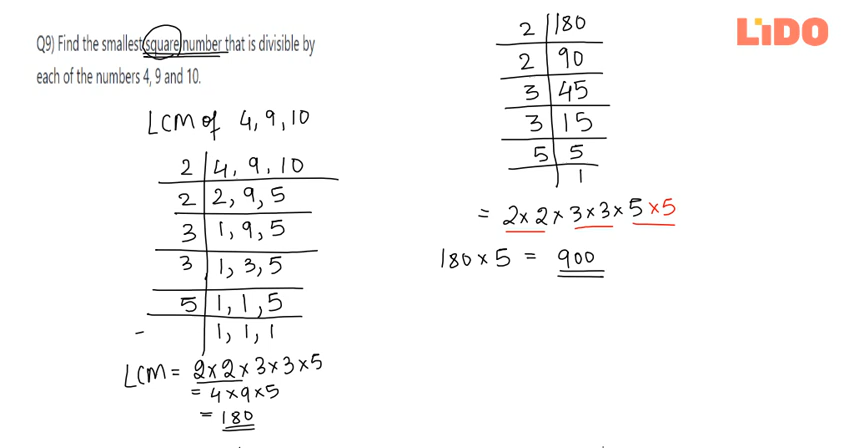 Q9) Find the smallest square number that is divisible by
each of the numbers 4, 9 and 10.
LCM of 4, 9, 10
2 | 4, 9, 10
2 | 2, 9, 5
3 | 1, 9, 5
3 | 1, 3, 5
5 | 1, 1, 5
1, 1, 1
LCM = 2 × 2 × 3 × 3 × 5
= 4 × 9 × 5
= 180
2 | 180
2 | 90
3 | 45
3 | 15
5 | 5
1
= 2 × 2 × 3 × 3 × 5 × 5
180 × 5 = 900
LiDO